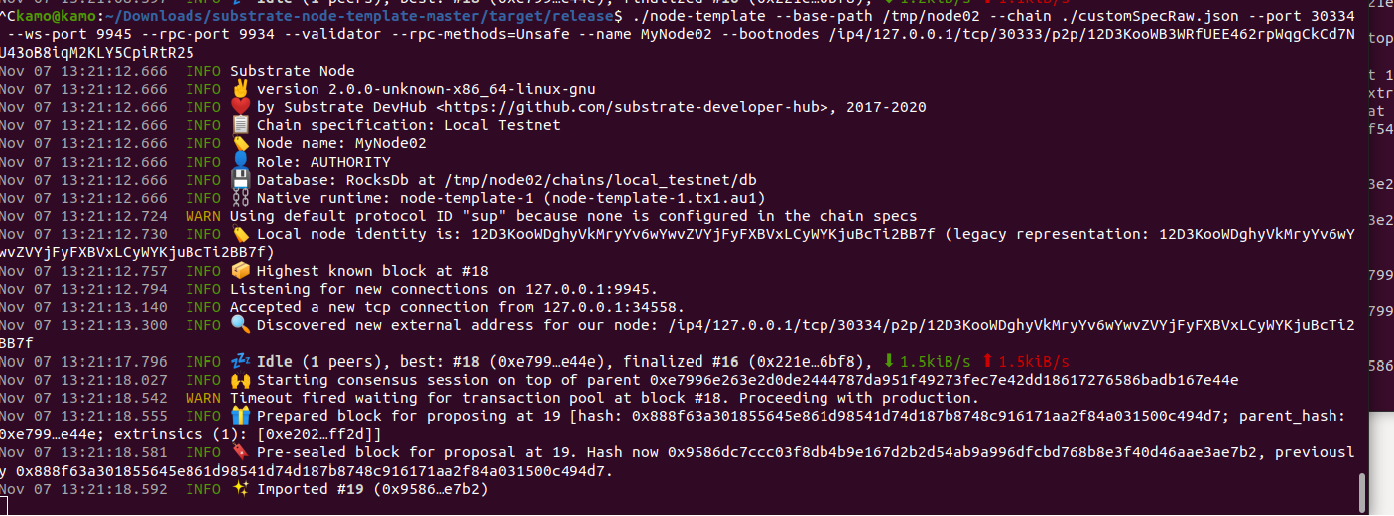 ^Ckamo@kamo:~/Downloads/substrate-node-template-master/target/release$ ./node-template --base-path /tmp/node02 --chain ./customSpecRaw.json --port 30334
 --ws-port 9945 --rpc-port 9934 --validator --rpc-methods=Unsafe --name MyNode02 --bootnodes /ip4/127.0.0.1/tcp/30333/p2p/12D3KooWB3WRfUEE462rpWqgCkCd7N
U43oB8iqM2KLY5CpiRtR25
Nov 07 13:21:12.666  INFO Substrate Node
Nov 07 13:21:12.666  INFO ✌️ version 2.0.0-unknown-x86_64-linux-gnu
Nov 07 13:21:12.666  INFO ❤️ by Substrate DevHub <https://github.com/substrate-developer-hub>, 2017-2020
Nov 07 13:21:12.666  INFO 📋 Chain specification: Local Testnet
Nov 07 13:21:12.666  INFO 🏷 Node name: MyNode02
Nov 07 13:21:12.666  INFO 👤 Role: AUTHORITY
Nov 07 13:21:12.666  INFO 💾 Database: RocksDb at /tmp/node02/chains/local_testnet/db
Nov 07 13:21:12.666  INFO ⛓ Native runtime: node-template-1 (node-template-1.tx1.au1)
Nov 07 13:21:12.724  WARN Using default protocol ID "sup" because none is configured in the chain specs
Nov 07 13:21:12.730  INFO 🏷 Local node identity is: 12D3KooWDghyVkMryYv6wYwvZVYjFyFXBVxLCyWYKjuBcTi2BB7f (legacy representation: 12D3KooWDghyVkMryYv6wY
wvZVYjFyFXBVxLCyWYKjuBcTi2BB7f)
Nov 07 13:21:12.757  INFO 📦 Highest known block at #18
Nov 07 13:21:12.794  INFO Listening for new connections on 127.0.0.1:9945.
Nov 07 13:21:13.140  INFO Accepted a new tcp connection from 127.0.0.1:34558.
Nov 07 13:21:13.300  INFO 🔍 Discovered new external address for our node: /ip4/127.0.0.1/tcp/30334/p2p/12D3KooWDghyVkMryYv6wYwvZVYjFyFXBVxLCyWYKjuBcTi2
BB7f
Nov 07 13:21:17.796  INFO 💤 Idle (1 peers), best: #18 (0xe799…e44e), finalized #16 (0x221e…6bf8), ⬇ 1.5kiB/s ⬆ 1.5kiB/s
Nov 07 13:21:18.027  INFO 🙌 Starting consensus session on top of parent 0xe7996e263e2d0de2444787da951f49273fec7e42dd18617276586badb167e44e
Nov 07 13:21:18.542  WARN Timeout fired waiting for transaction pool at block #18. Proceeding with production.
Nov 07 13:21:18.555  INFO 🎁 Prepared block for proposing at 19 [hash: 0x888f63a301855645e861d98541d74d187b8748c916171aa2f84a031500c494d7; parent_hash:
0xe799…e44e; extrinsics (1): [0xe202…ff2d]]
Nov 07 13:21:18.581  INFO 🔖 Pre-sealed block for proposal at 19. Hash now 0x9586dc7ccc03f8db4b9e167d2b2d54ab9a996dfcbd768b8e3f40d46aae3ae7b2, previousl
y 0x888f63a301855645e861d98541d74d187b8748c916171aa2f84a031500c494d7.
Nov 07 13:21:18.592  INFO ✨ Imported #19 (0x9586…e7b2)